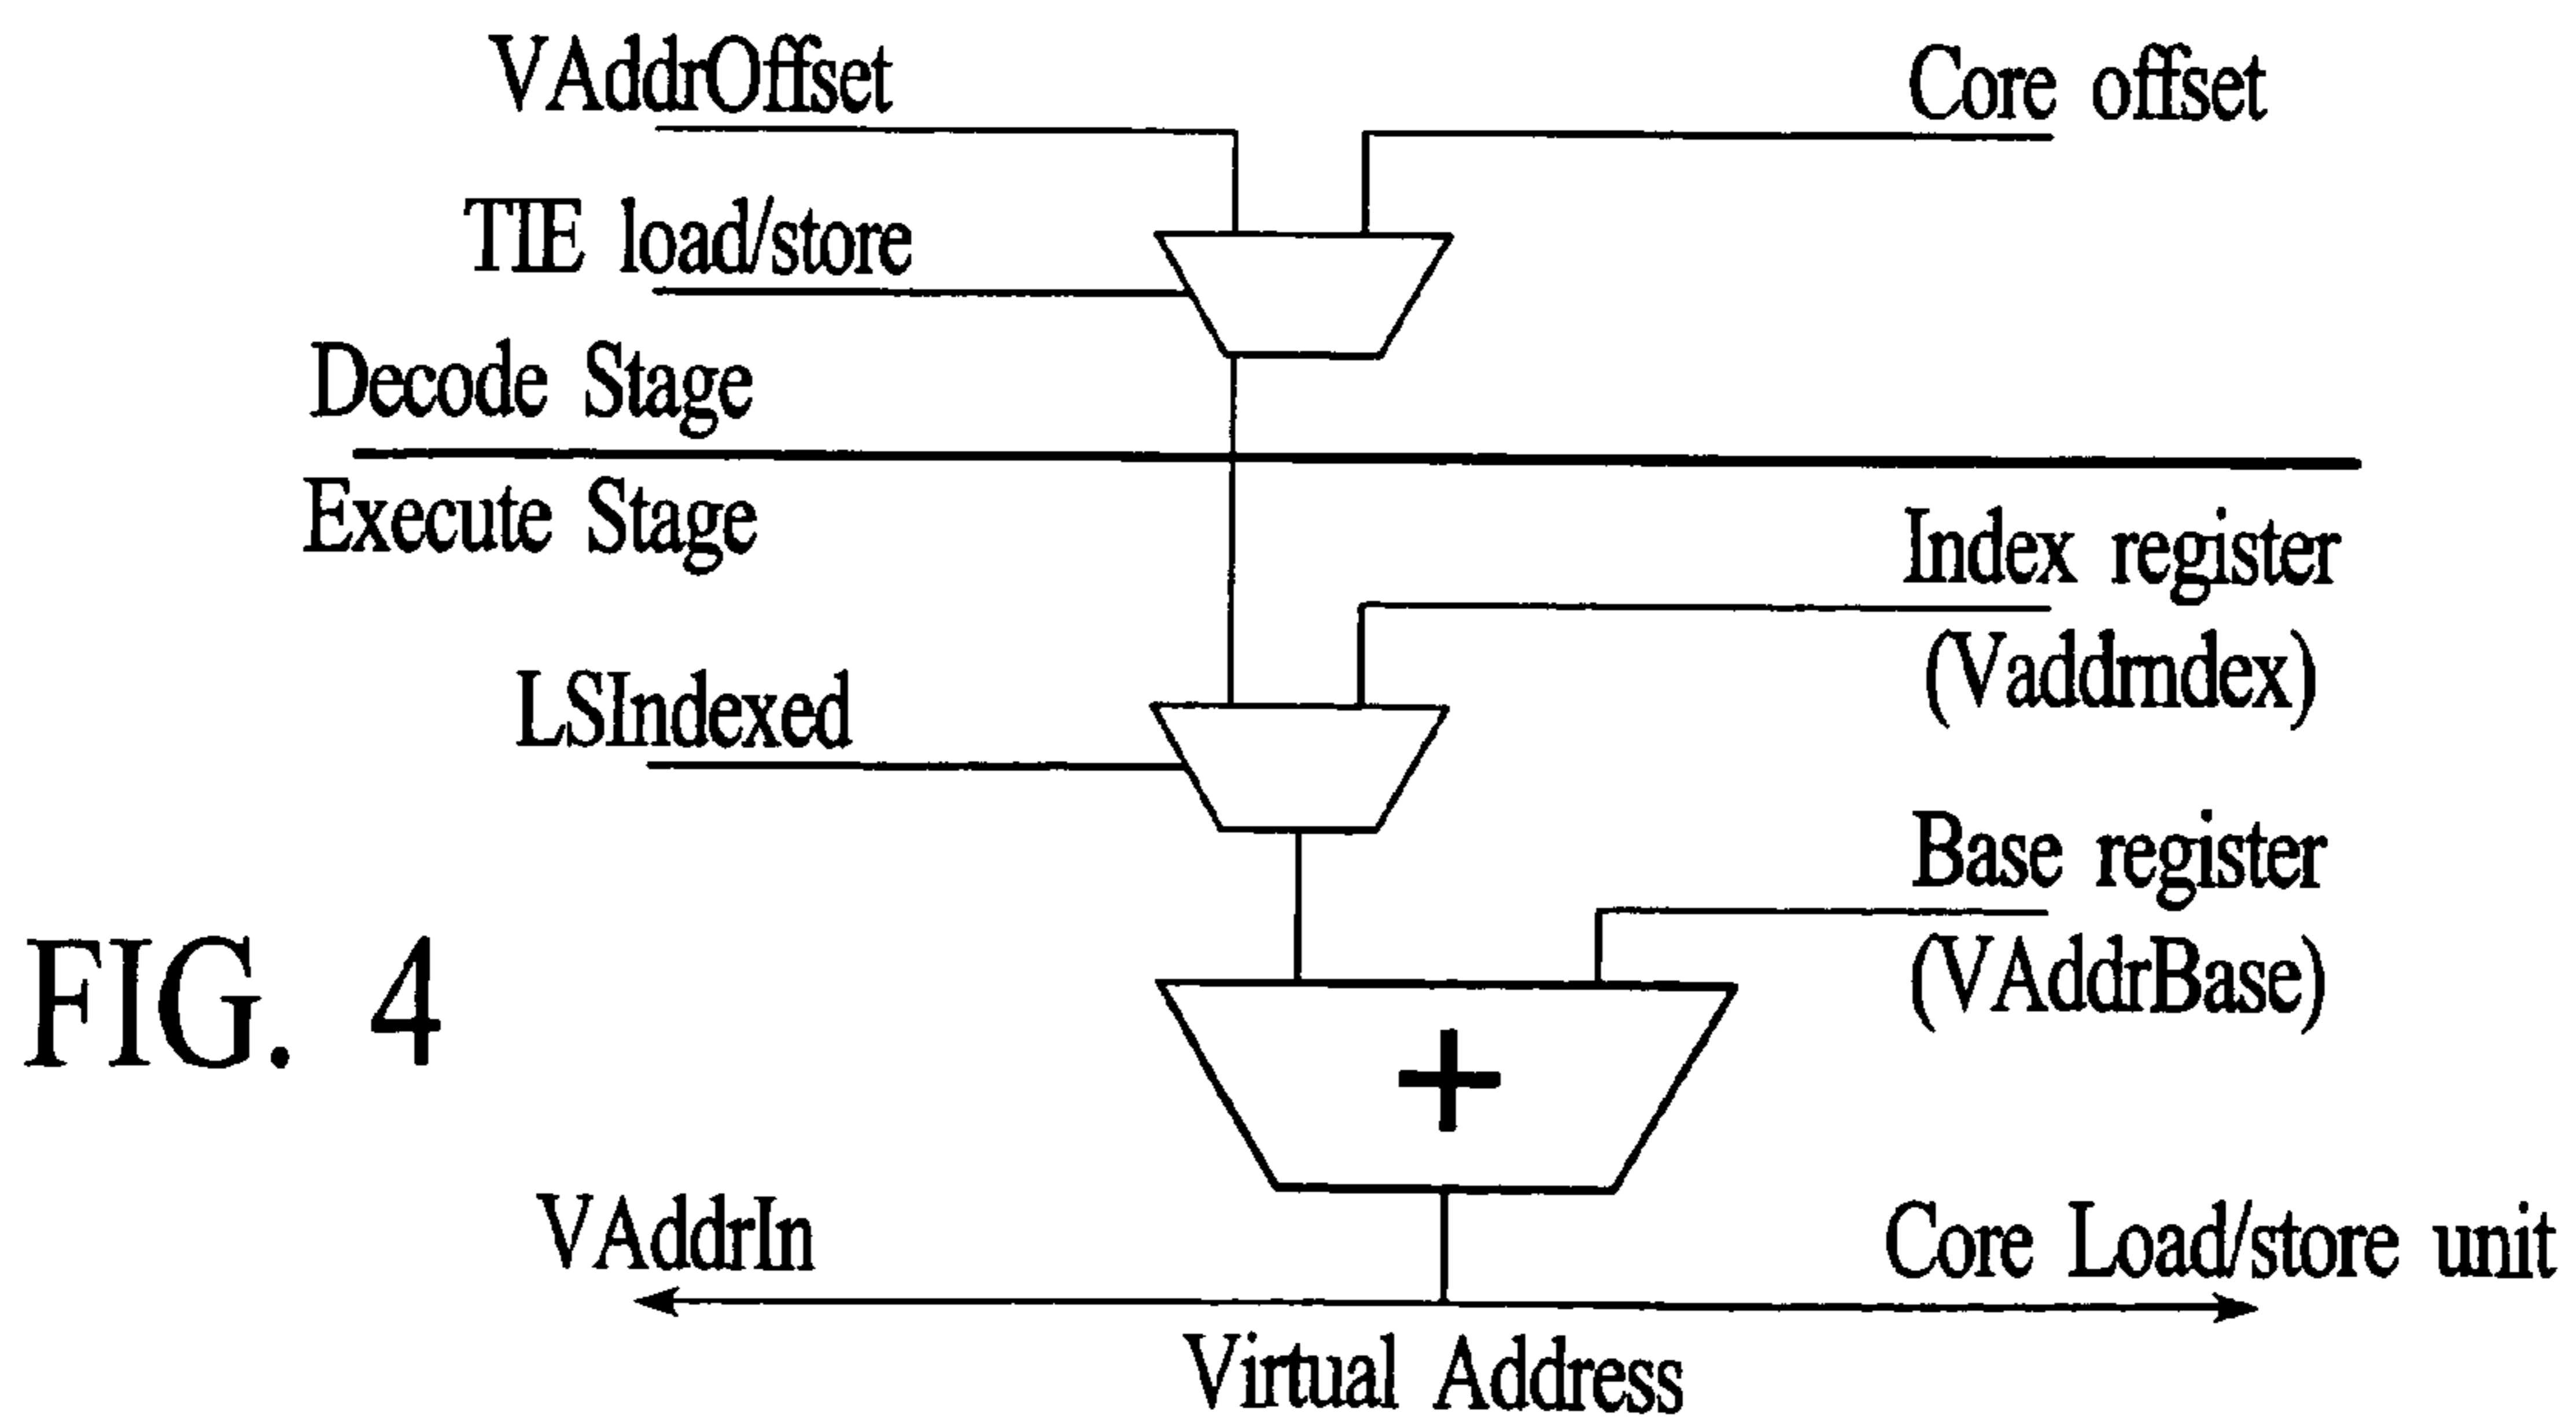 VAddrOffset
Core offset
TIE load/store
Decode Stage
Execute Stage
Index register
(Vaddrndex)
LSIndexed
Base register
(VAddrBase)
FIG. 4
+
VAddrIn
Core Load/store unit
Virtual Address